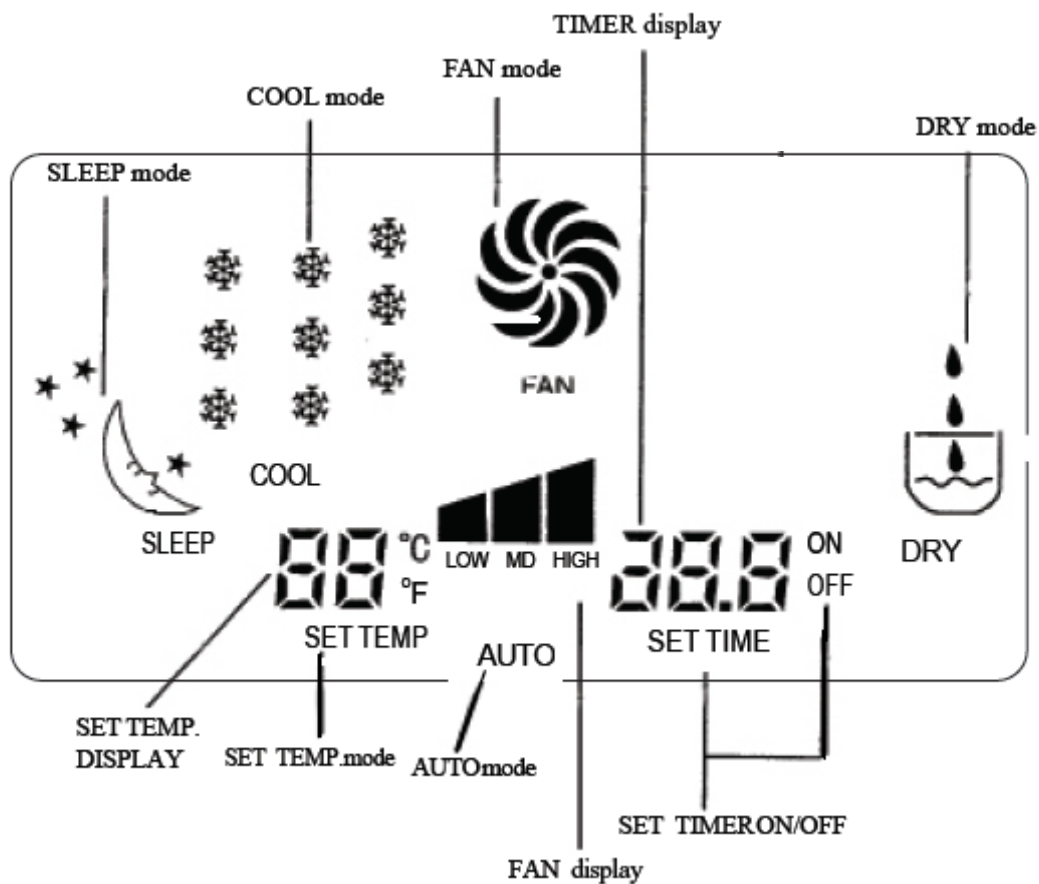 TIMER display
FAN mode
COOL mode
DRY mode
SLEEP mode
FAN
COOL
SLEEP
88 °C
°F
LOW MD HIGH
38.8 ON
OFF
DRY
SET TEMP
SET TIME
AUTO
SET TEMP.
DISPLAY
SET TEMP.mode
AUTOmode
SET TIMERON/OFF
FAN display